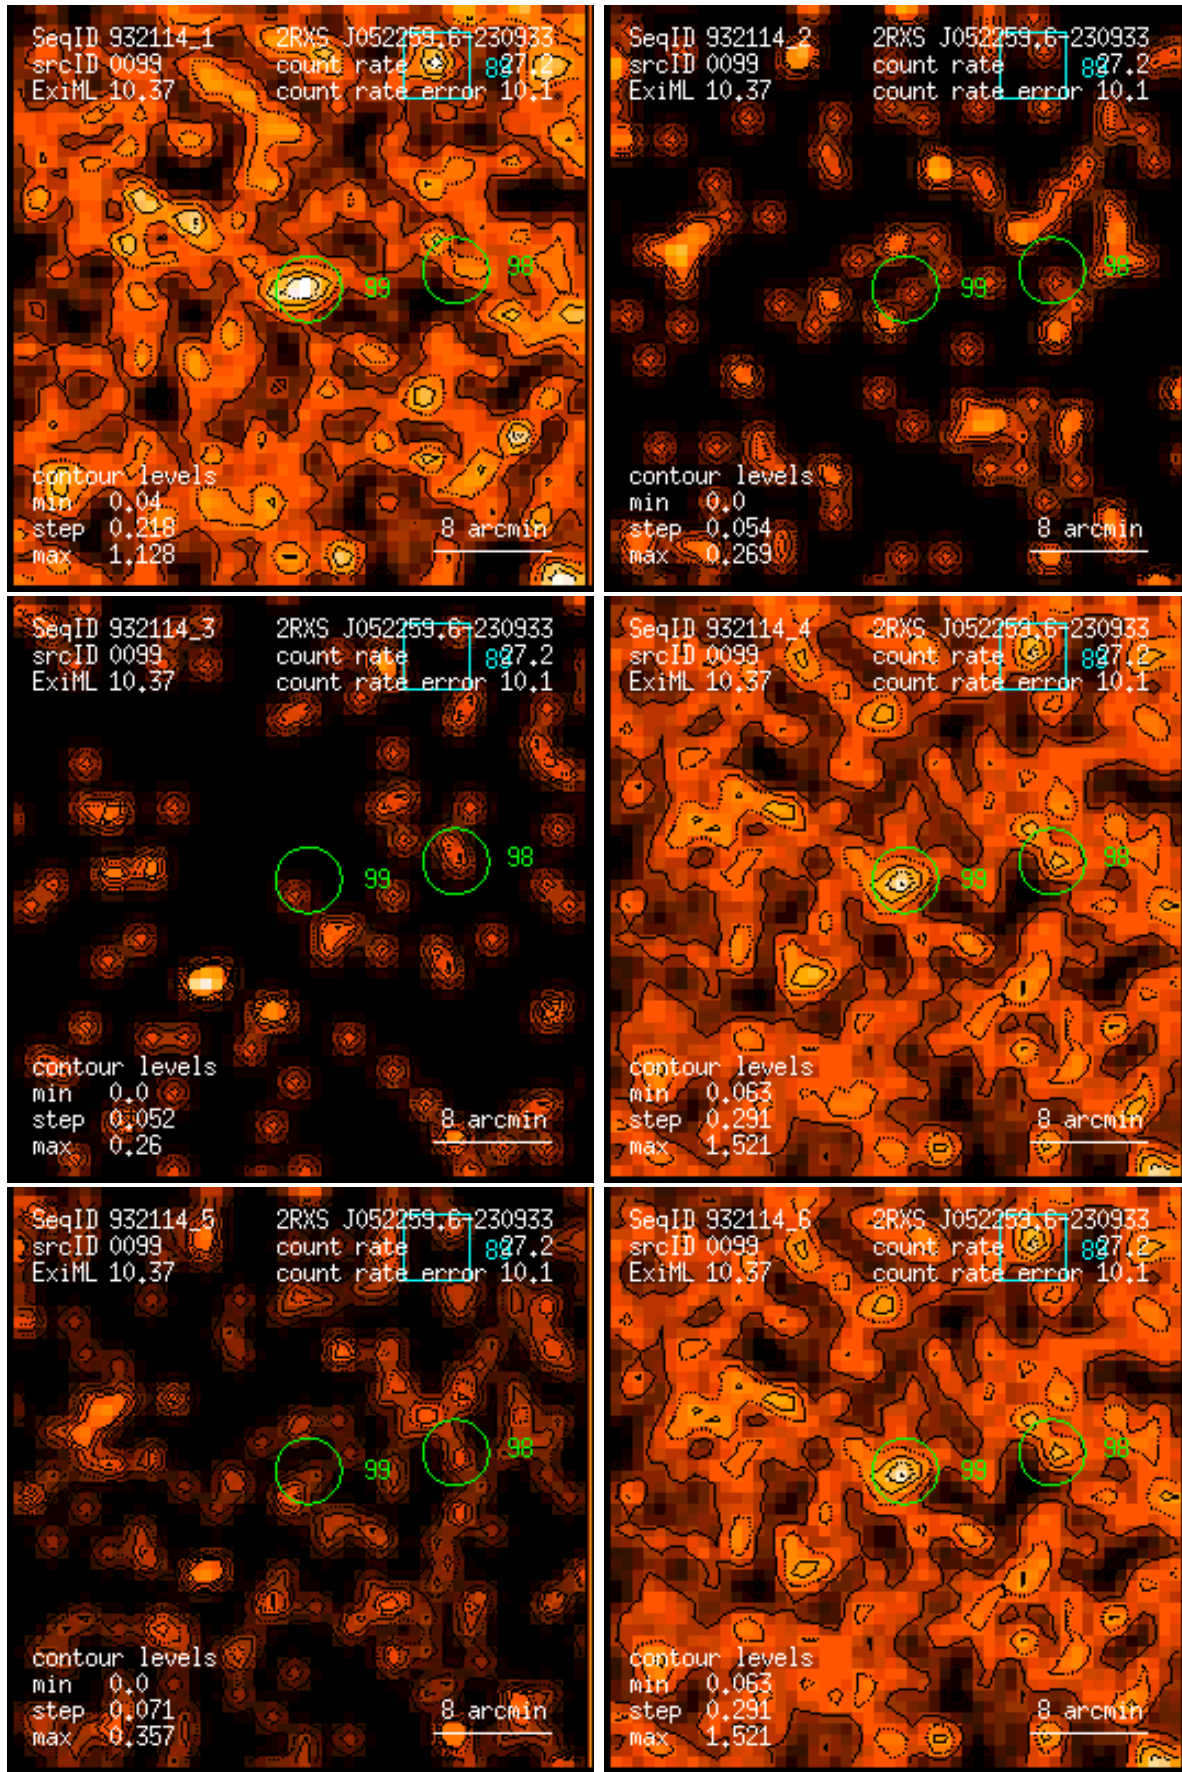 SeqID 932114_1 2RXS J052259.6-230933
srcID 0099 count rate 27.2
ExiML 10.37 count rate error 10.1
99
98
contour levels
min 0.04
step 0.218
max 1.128
8 arcmin
SeqID 932114_2 2RXS J052259.6-230933
srcID 0099 count rate 27.2
ExiML 10.37 count rate error 10.1
99
98
contour levels
min 0.0
step 0.054
max 0.269
8 arcmin
SeqID 932114_3 2RXS J052259.6-230933
srcID 0099 count rate 27.2
ExiML 10.37 count rate error 10.1
99
98
contour levels
min 0.0
step 0.052
max 0.26
8 arcmin
SeqID 932114_4 2RXS J052259.6-230933
srcID 0099 count rate 27.2
ExiML 10.37 count rate error 10.1
99
98
contour levels
min 0.063
step 0.291
max 1.521
8 arcmin
SeqID 932114_5 2RXS J052259.6-230933
srcID 0099 count rate 27.2
ExiML 10.37 count rate error 10.1
99
98
contour levels
min 0.0
step 0.071
max 0.357
8 arcmin
SeqID 932114_6 2RXS J052259.6-230933
srcID 0099 count rate 27.2
ExiML 10.37 count rate error 10.1
99
98
contour levels
min 0.063
step 0.291
max 1.521
8 arcmin